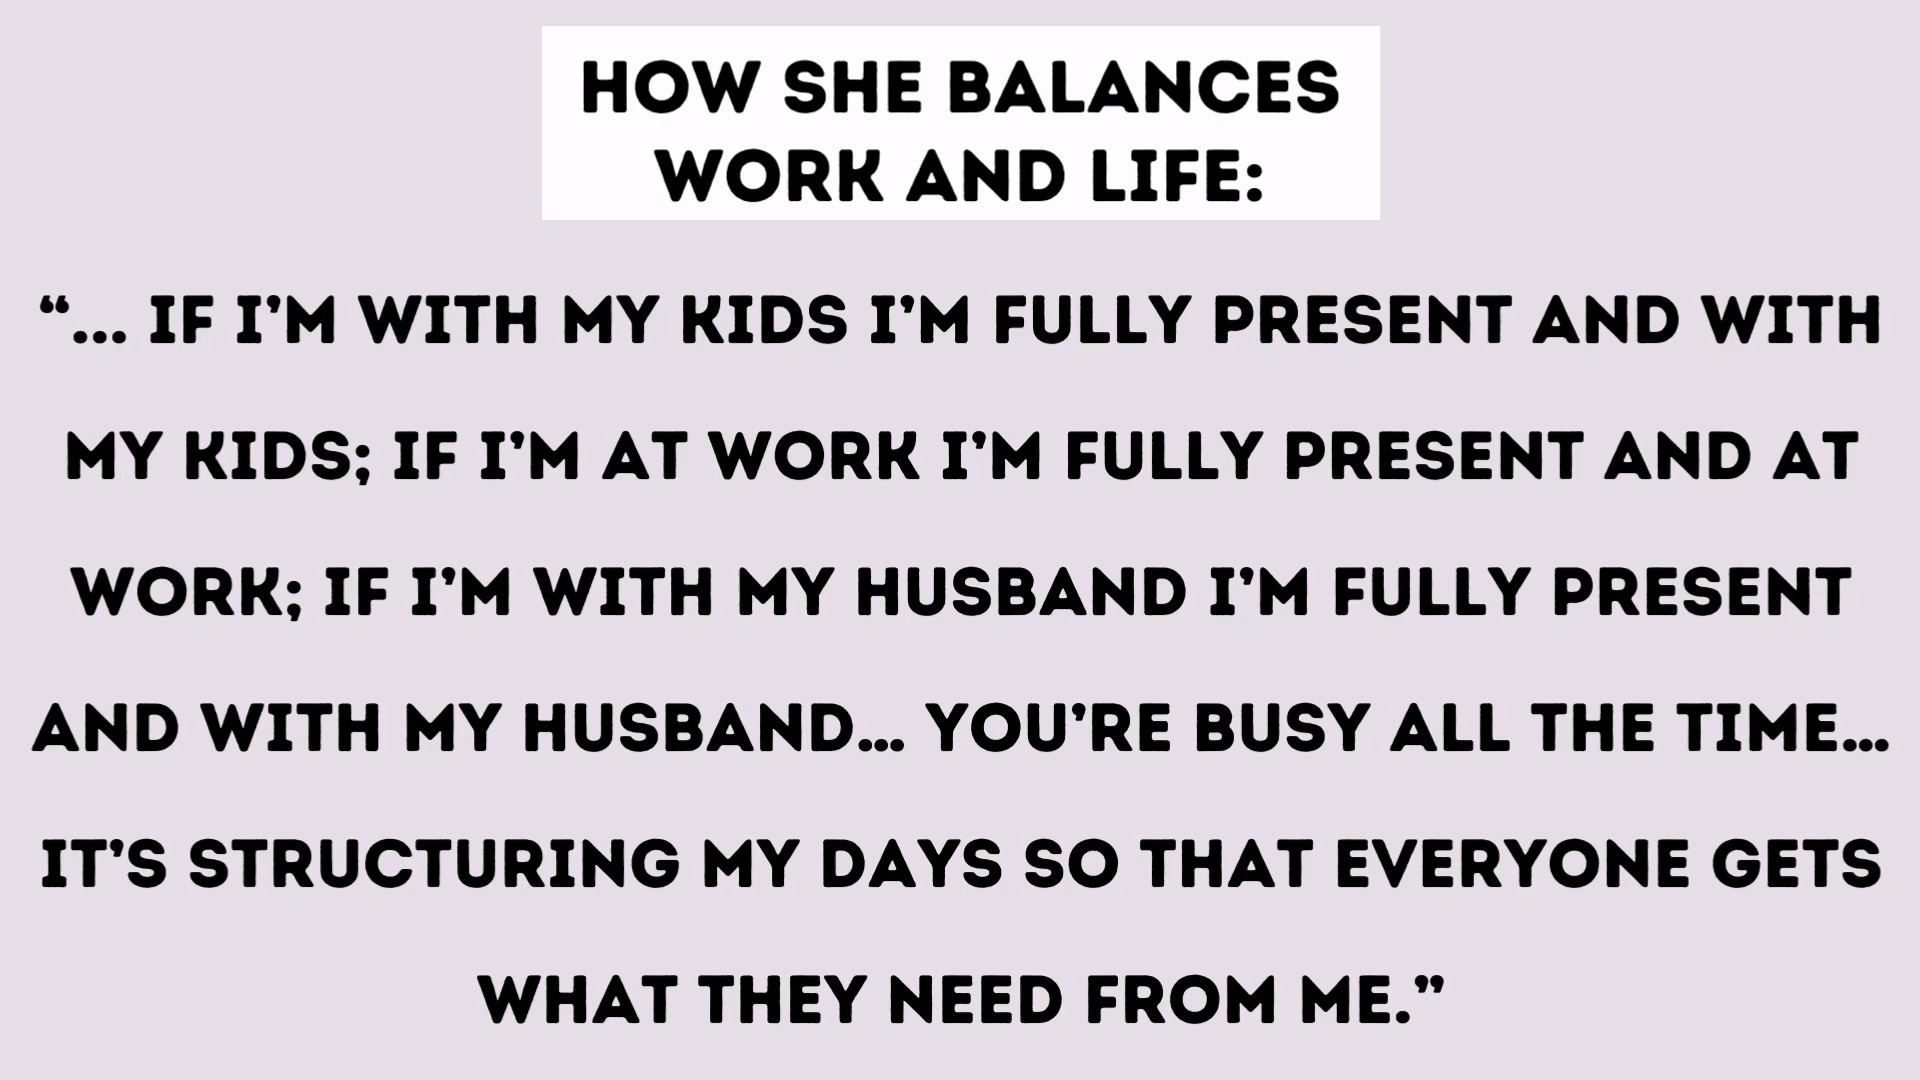 HOW SHE BALANCES
WORK AND LIFE:
“... IF I’M WITH MY KIDS I’M FULLY PRESENT AND WITH
MY KIDS; IF I’M AT WORK I’M FULLY PRESENT AND AT
WORK; IF I’M WITH MY HUSBAND I’M FULLY PRESENT
AND WITH MY HUSBAND... YOU’RE BUSY ALL THE TIME...
IT’S STRUCTURING MY DAYS SO THAT EVERYONE GETS
WHAT THEY NEED FROM ME.”